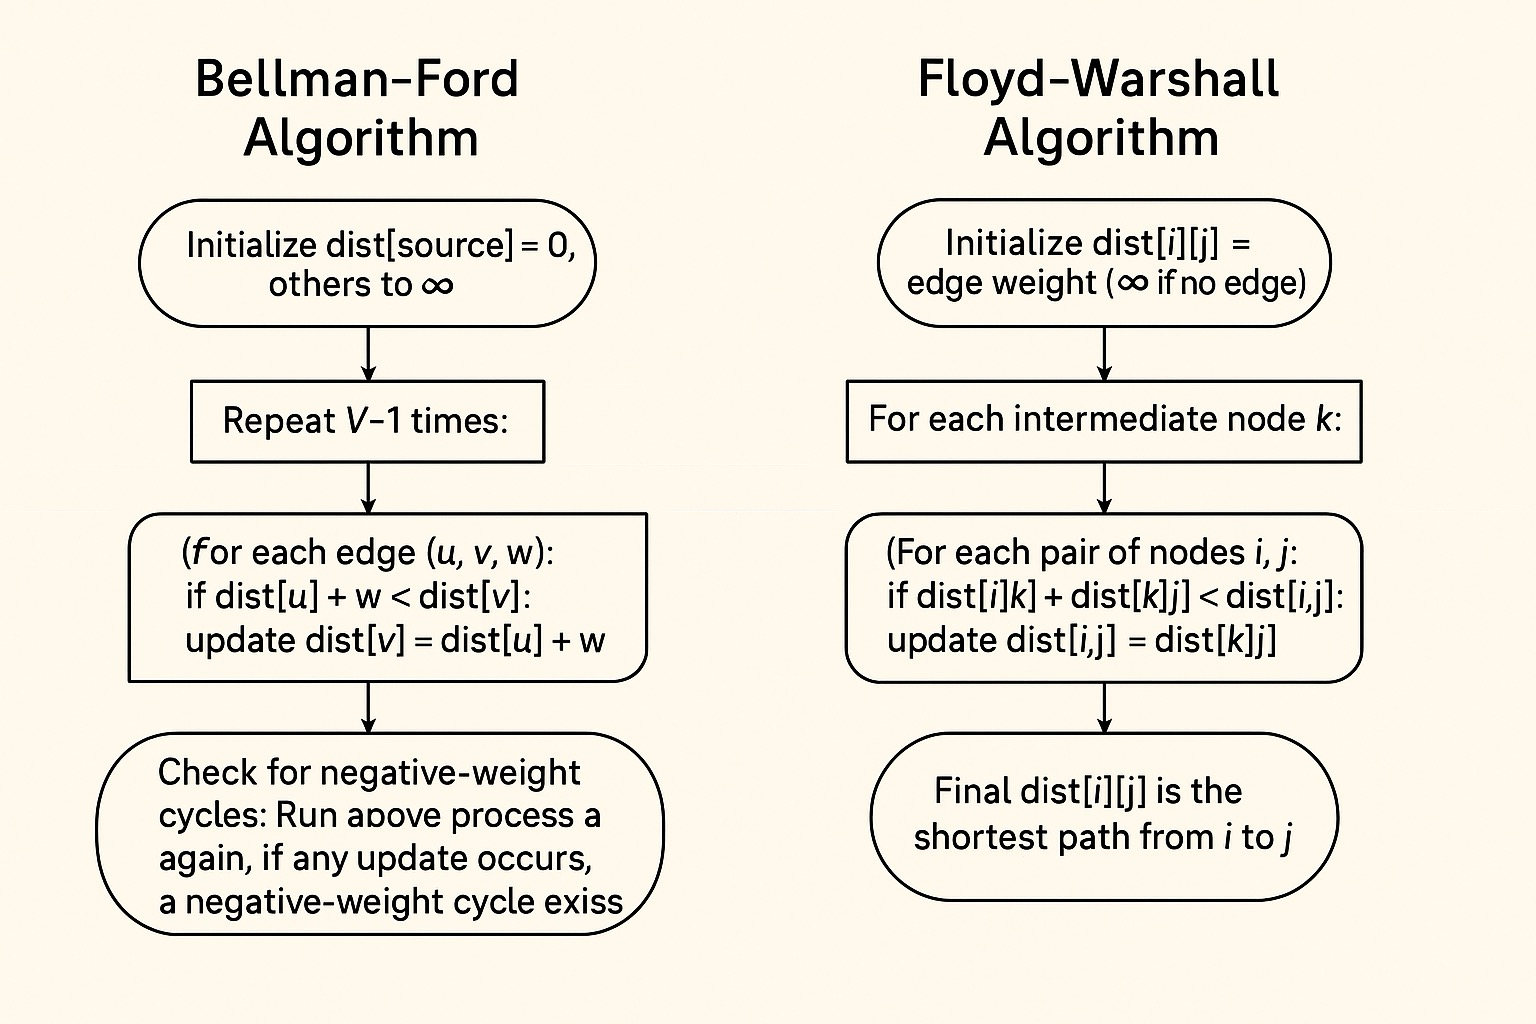 Bellman-Ford
Algorithm
Initialize dist[source] = 0,
others to ∞
Repeat V-1 times:
(for each edge (u, v, w):
if dist[u] + w < dist[v]:
update dist[v] = dist[u] + w
Check for negative-weight
cycles: Run above process a
again, if any update occurs,
a negative-weight cycle exiss
Floyd-Warshall
Algorithm
Initialize dist[i][j] =
edge weight (∞ if no edge)
For each intermediate node k:
(For each pair of nodes i, j:
if dist[i]k] + dist[k]j] < dist[i,j]:
update dist[i,j] = dist[k]j]
Final dist[i][j] is the
shortest path from i to j